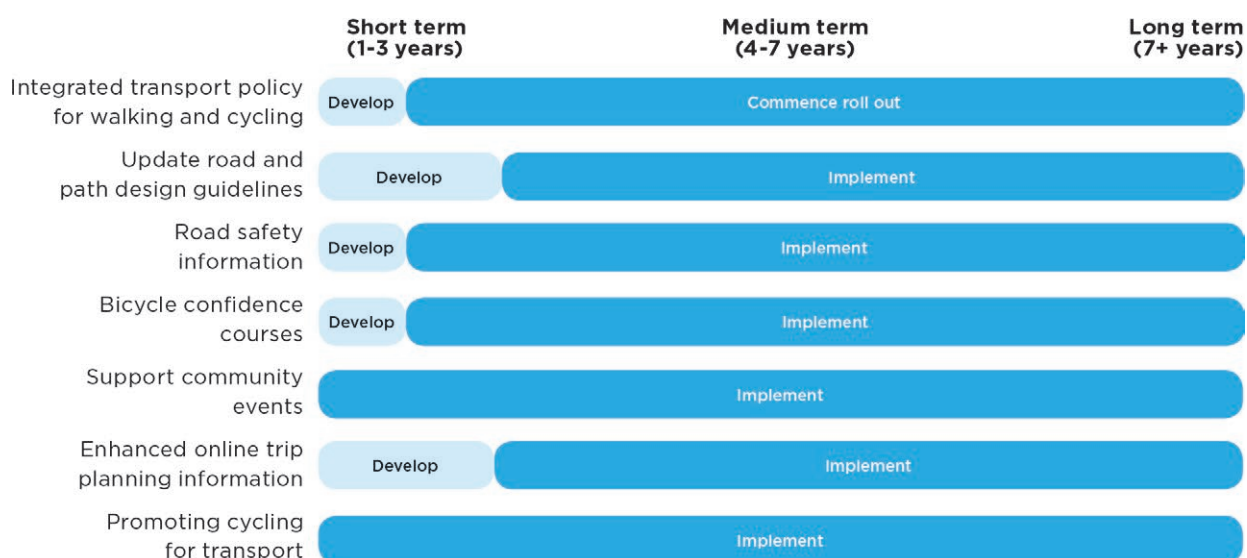 Short term
(1-3 years)
Medium term
(4-7 years)
Long term
(7+ years)
Integrated transport policy
for walking and cycling
Develop
Commence roll out
Update road and
path design guidelines
Develop
Implement
Road safety
information
Develop
Implement
Bicycle confidence
courses
Develop
Implement
Support community
events
Implement
Enhanced online trip
planning information
Develop
Implement
Promoting cycling
for transport
Implement